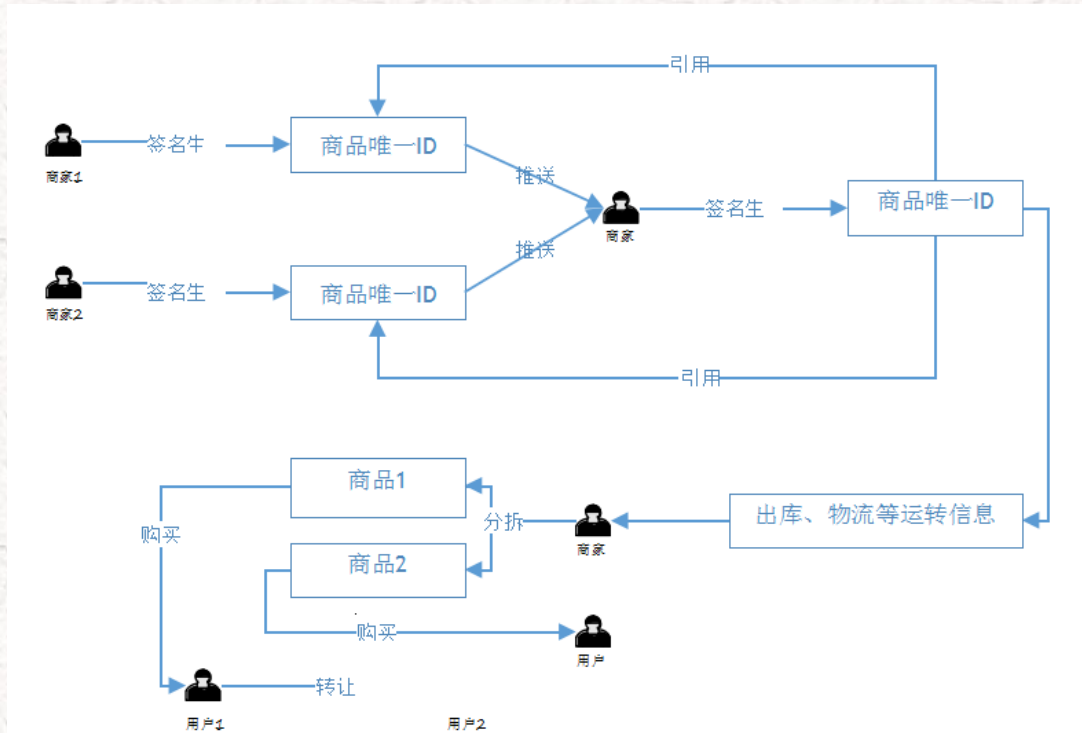 引用
商家1
签名生
商品唯一ID
推送
商家
签名生
商品唯一ID
推送
商家2
签名生
商品唯一ID
引用
商品1
购买
分拆
商家
出库、物流等运转信息
商品2
购买
用户
转让
用户1
用户2